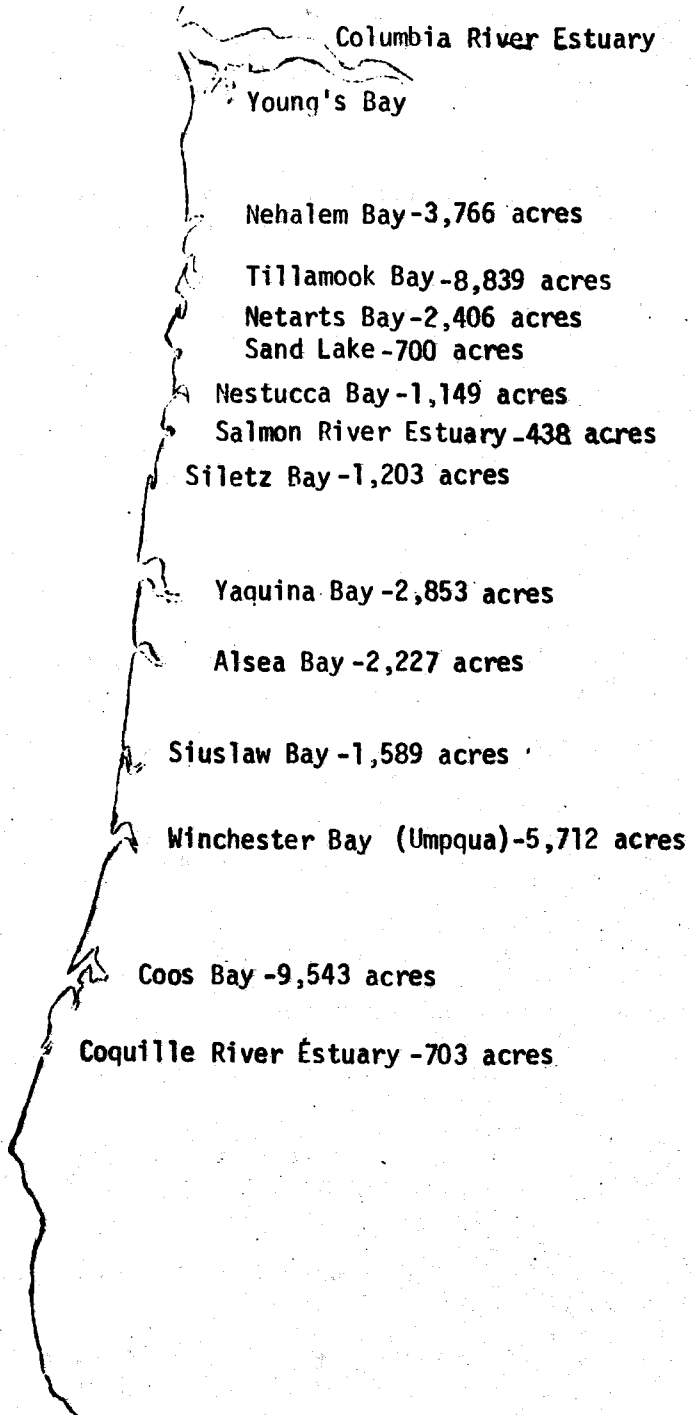 Columbia River Estuary
Young's Bay
Nehalem Bay-3,766 acres
Tillamook Bay-8,839 acres
Netarts Bay-2,406 acres
Sand Lake-700 acres
Nestucca Bay-1,149 acres
Salmon River Estuary-438 acres
Siletz Bay-1,203 acres
Yaquina Bay-2,853 acres
Alsea Bay-2,227 acres
Siuslaw Bay-1,589 acres
Winchester Bay (Umpqua)-5,712 acres
Coos Bay-9,543 acres
Coquille River Estuary-703 acres